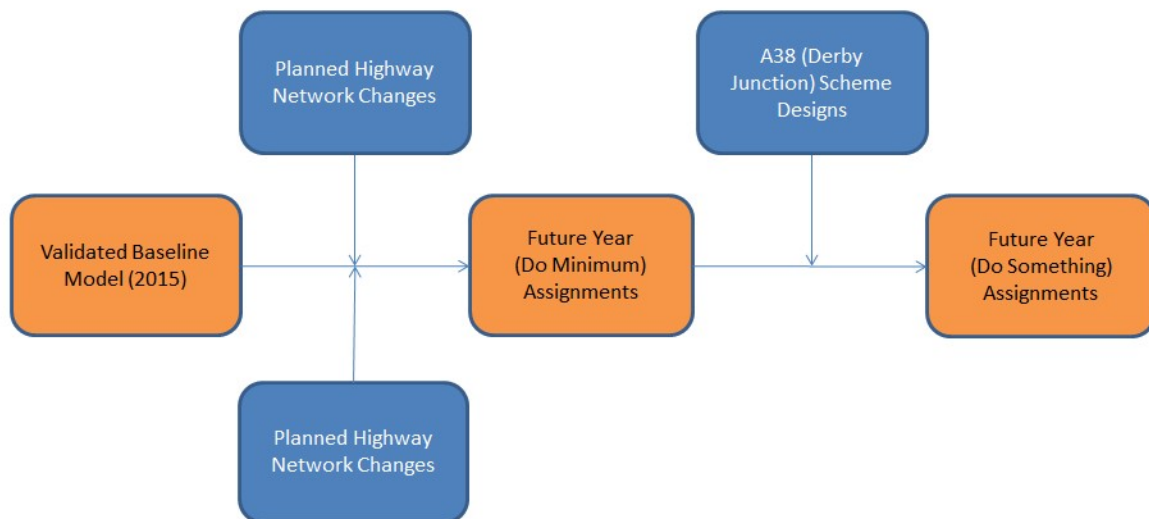 Planned Highway
Network Changes
A38 (Derby
Junction) Scheme
Designs
Validated Baseline
Model (2015)
Future Year
(Do Minimum)
Assignments
Future Year
(Do Something)
Assignments
Planned Highway
Network Changes